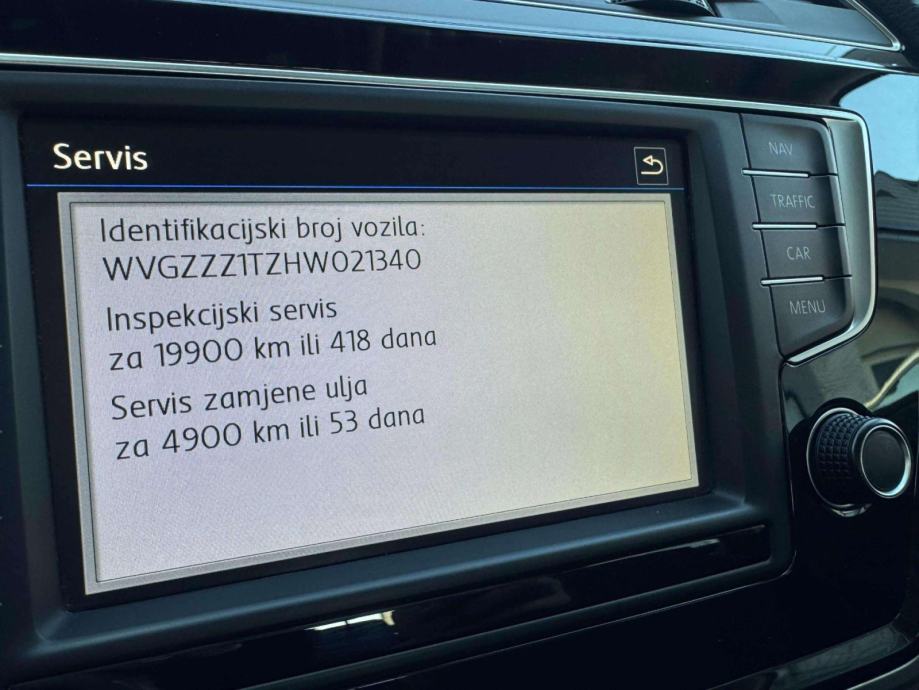 Servis
Identifikacijski broj vozila:
WVGZZZ1TZHW021340
Inspekcijski servis
za 19900 km ili 418 dana
Servis zamjene ulja
za 4900 km ili 53 dana
NAV
TRAFFIC
CAR
MENU